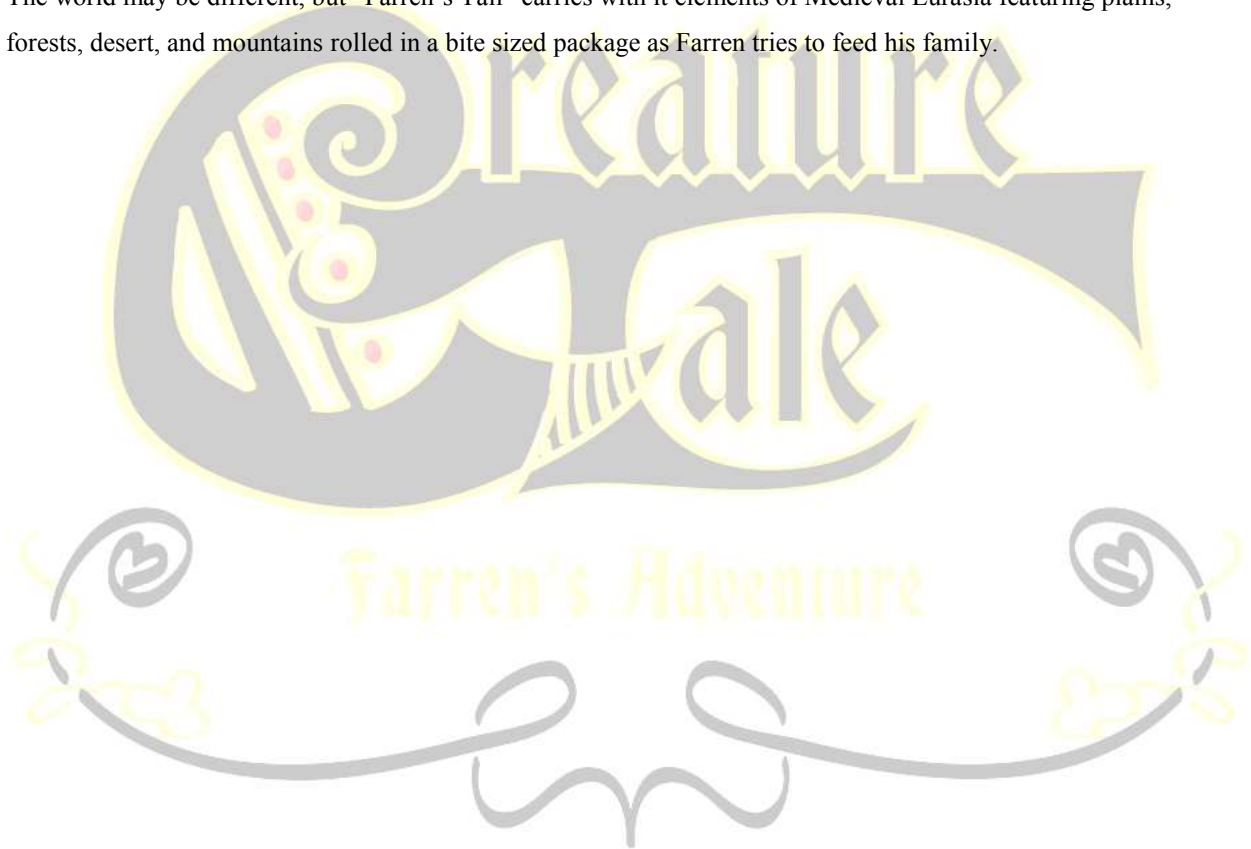 The world may be different, but "Farren's Tail" carries with it elements of Medieval Eurasia featuring plains,
forests, desert, and mountains rolled in a bite sized package as Farren tries to feed his family.
Creature
Tale
Farren's Adventure